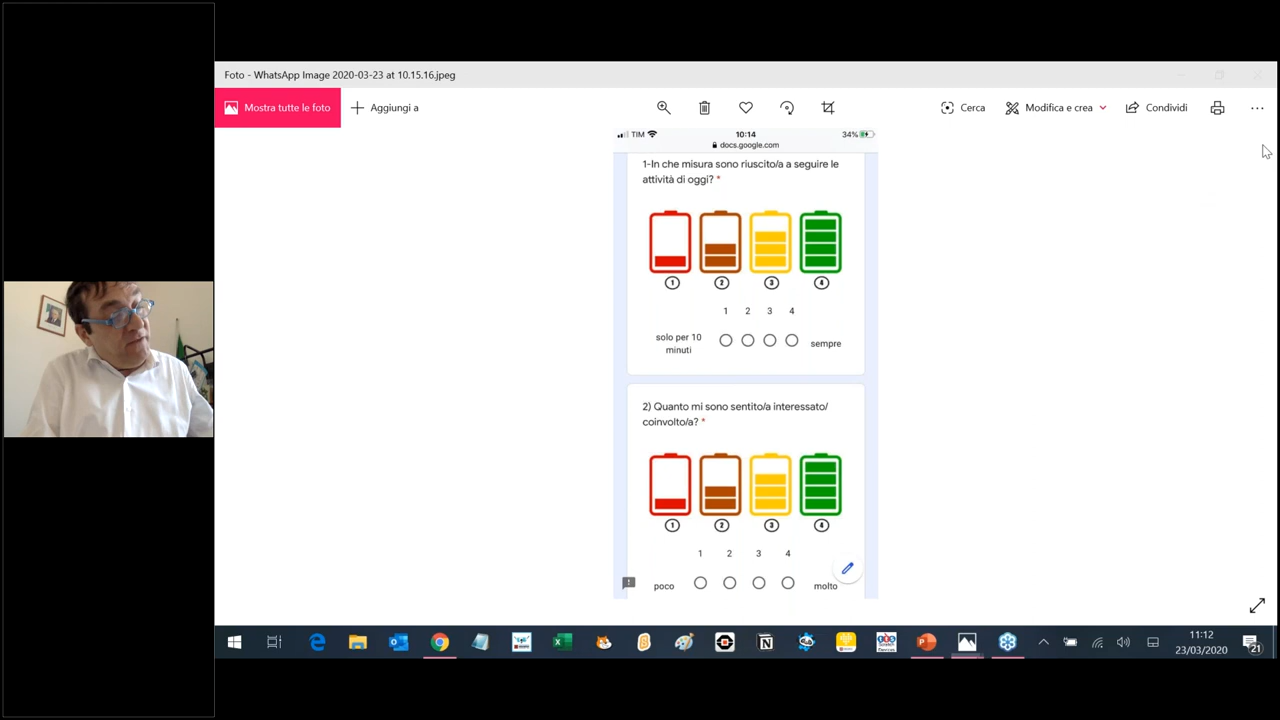 Foto - WhatsApp Image 2020-03-23 at 10.15.16.jpeg
Mostra tutte le foto
Aggiungi a
Cerca
Modifica e crea
Condividi
TIM
10:14
34%
docs.google.com
1-In che misura sono riuscito/a a seguire le
attività di oggi? *
1 2 3 4
1 2 3 4
solo per 10
minuti
sempre
2) Quanto mi sono sentito/a interessato/
coinvolto/a? *
1 2 3 4
1 2 3 4
poco
molto
11:12
23/03/2020
21